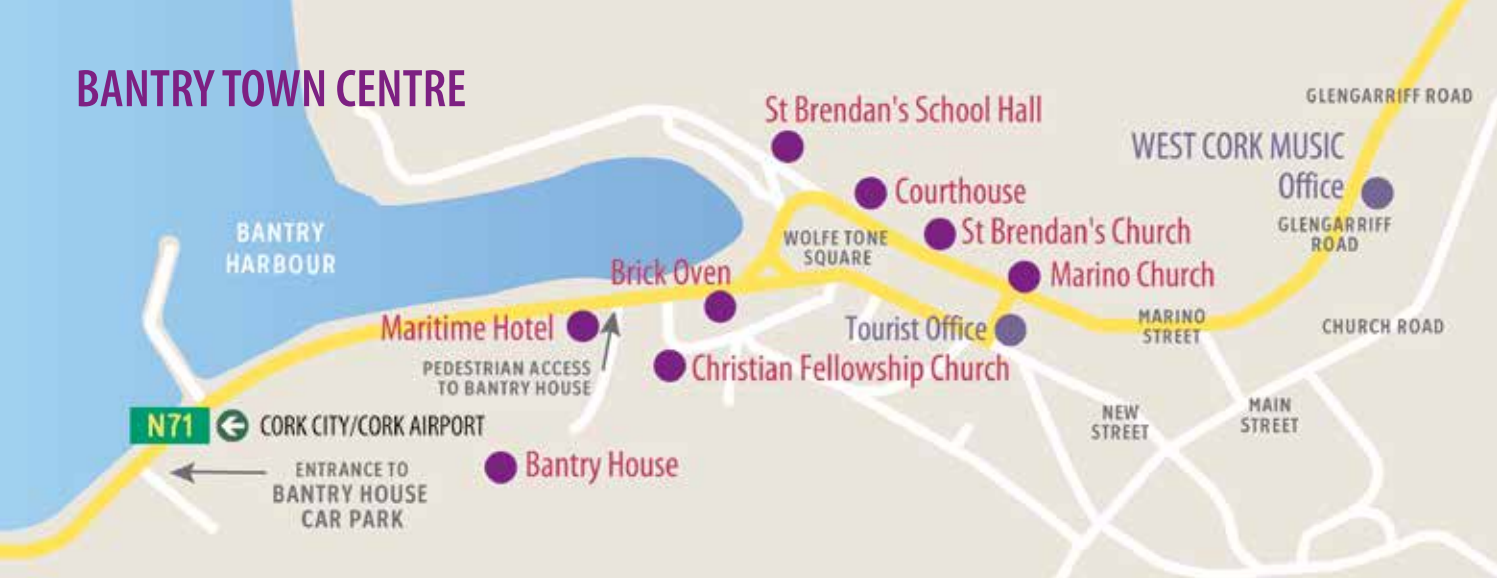 BANTRY TOWN CENTRE
St Brendan's School Hall
GLENGARRIFF ROAD
WEST CORK MUSIC
Office
Courthouse
GLENGARRIFF
ROAD
St Brendan's Church
WOLFE TONE
SQUARE
BANTRY
HARBOUR
Brick Oven
Marino Church
Maritime Hotel
Tourist Office
MARINO
STREET
CHURCH ROAD
PEDESTRIAN ACCESS
TO BANTRY HOUSE
Christian Fellowship Church
NEW
STREET
MAIN
STREET
N71
CORK CITY/CORK AIRPORT
Bantry House
ENTRANCE TO
BANTRY HOUSE
CAR PARK